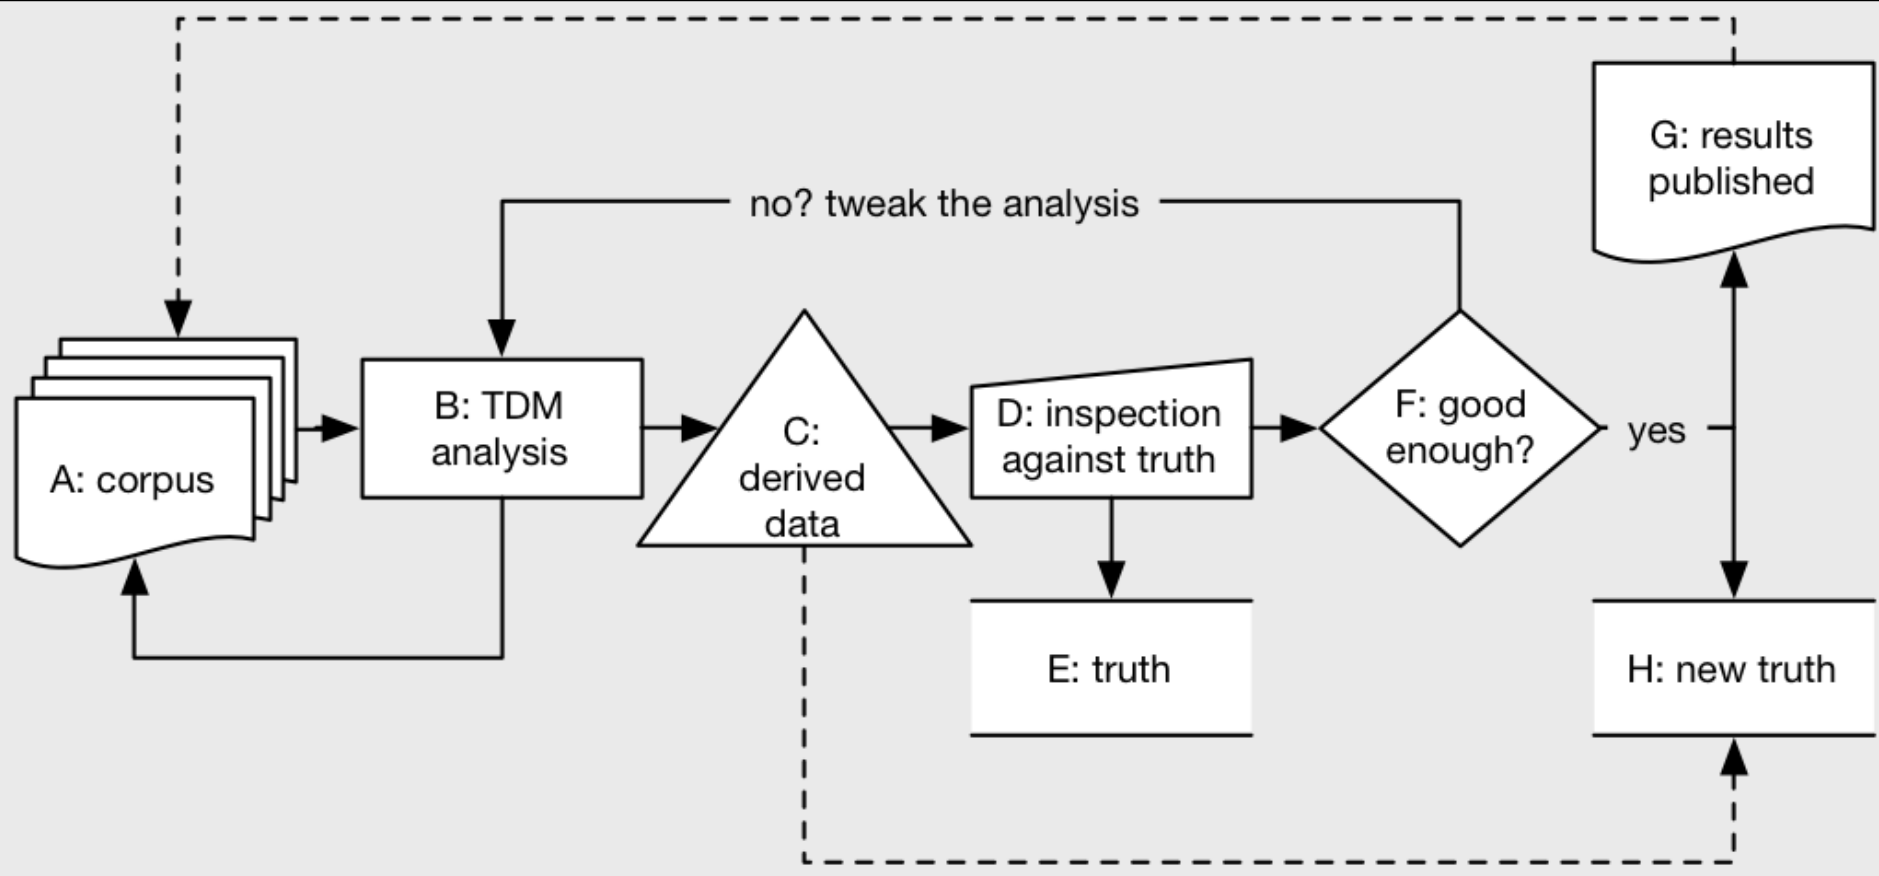 G: results
published
no? tweak the analysis
A: corpus
B: TDM
analysis
C:
derived
data
D: inspection
against truth
F: good
enough?
yes
E: truth
H: new truth